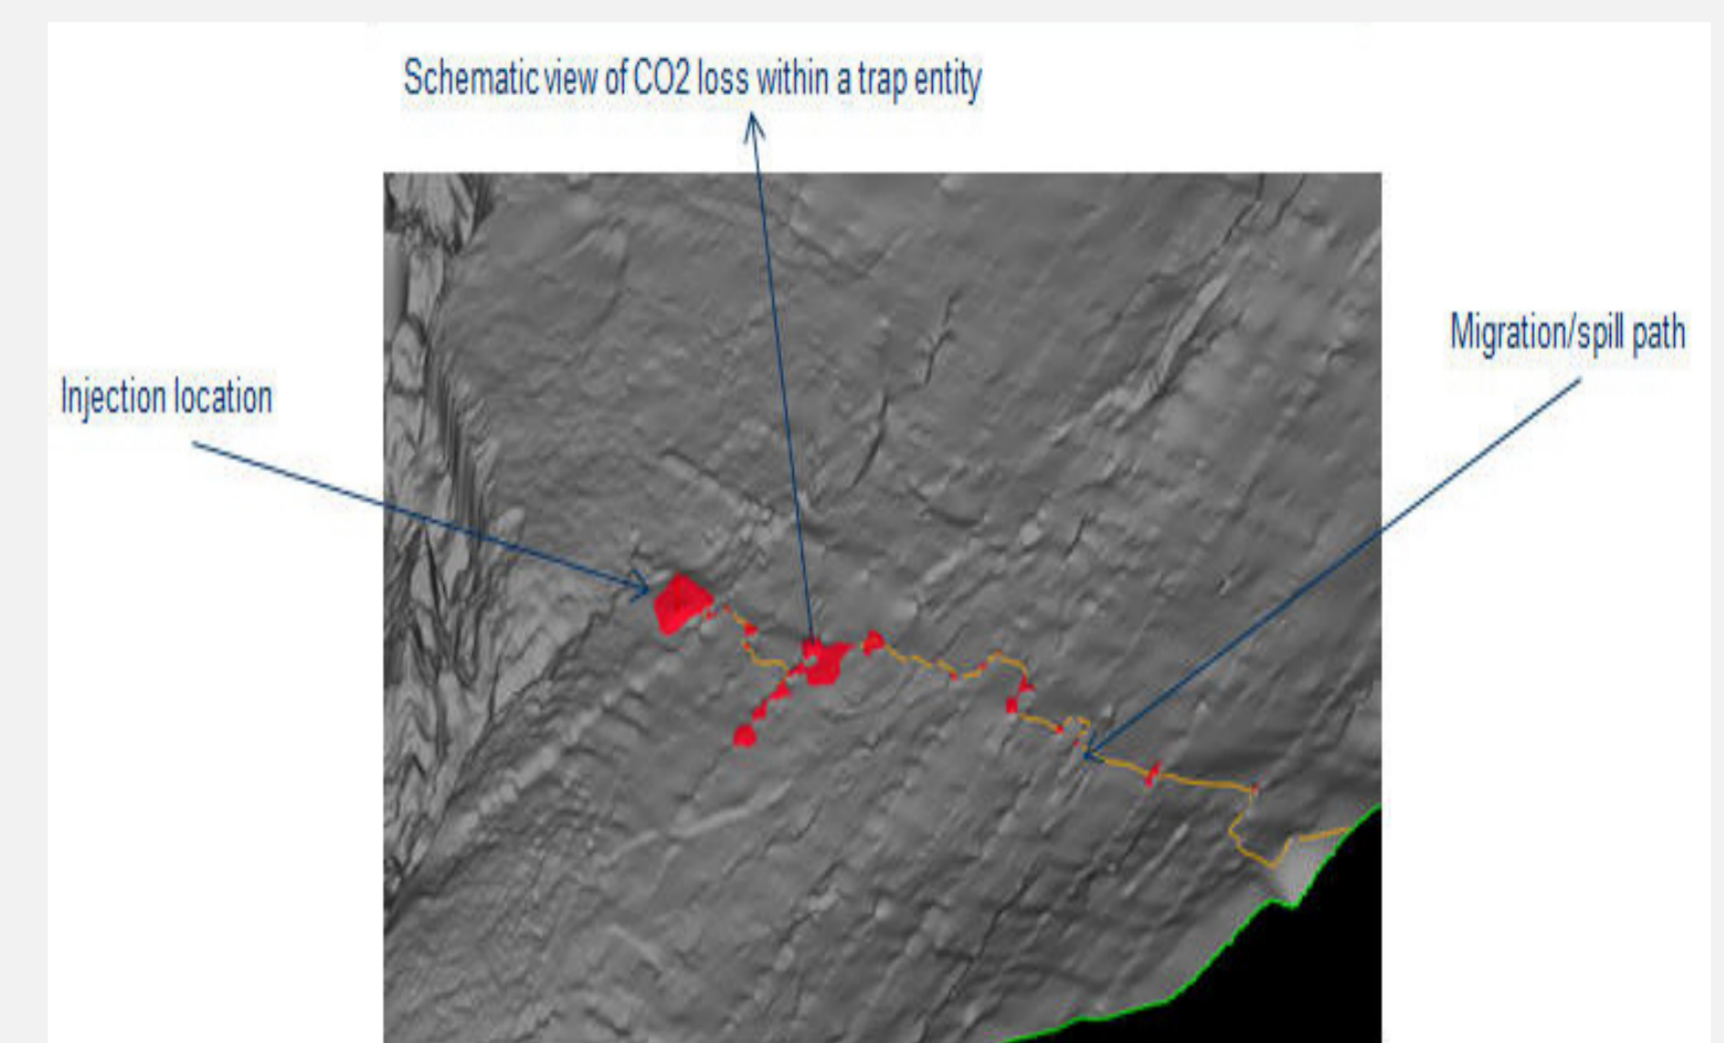 Schematic view of CO2 loss within a trap entity
Migration/spill path
Injection location